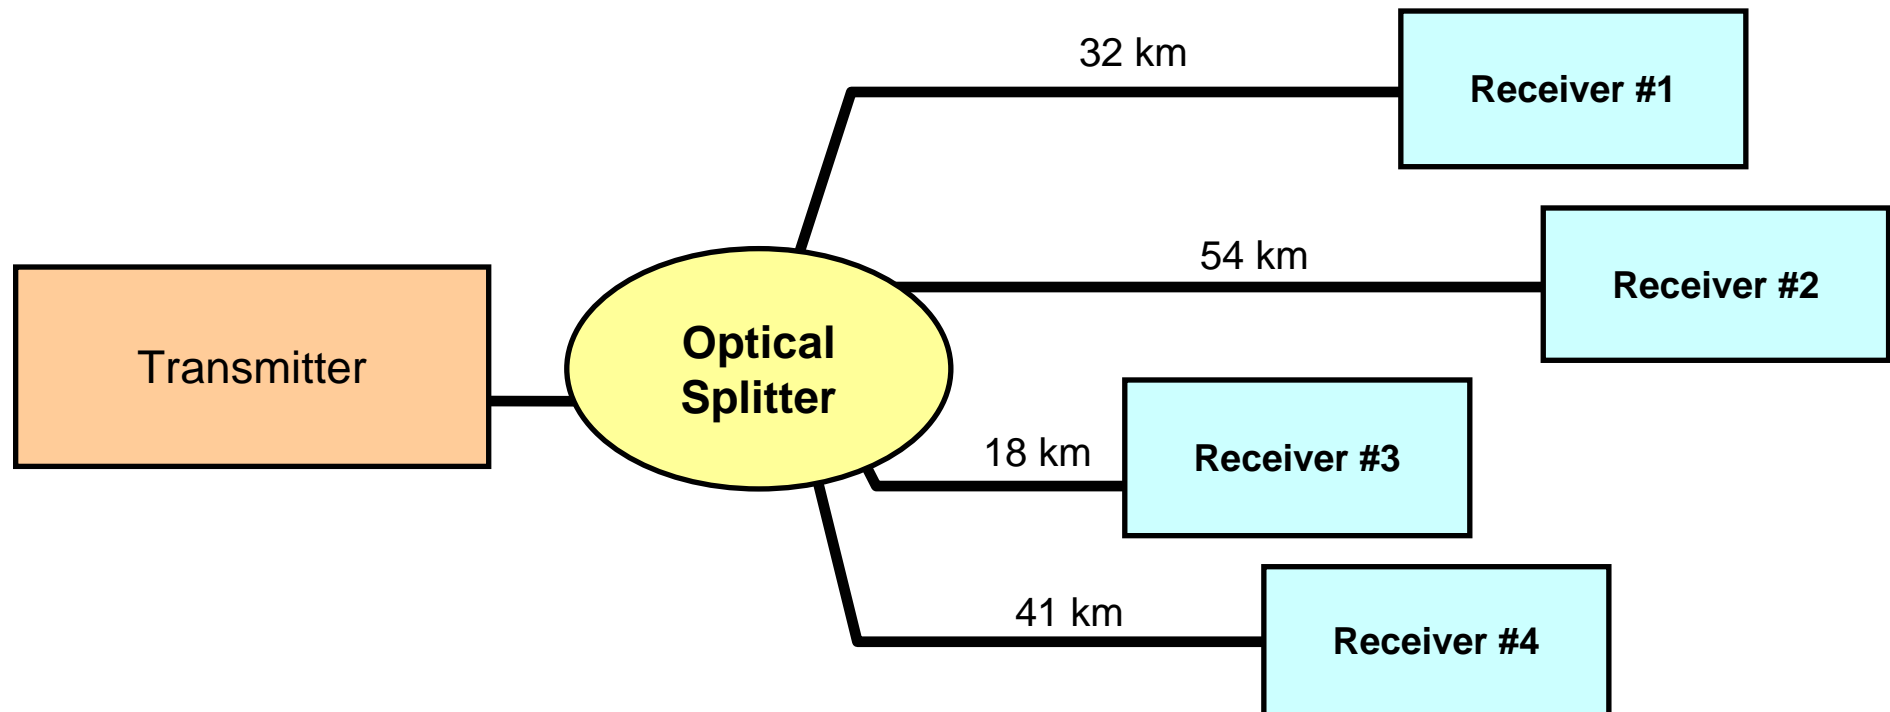 32 km
Receiver #1
54 km
Receiver #2
Transmitter
Optical
Splitter
18 km
Receiver #3
41 km
Receiver #4